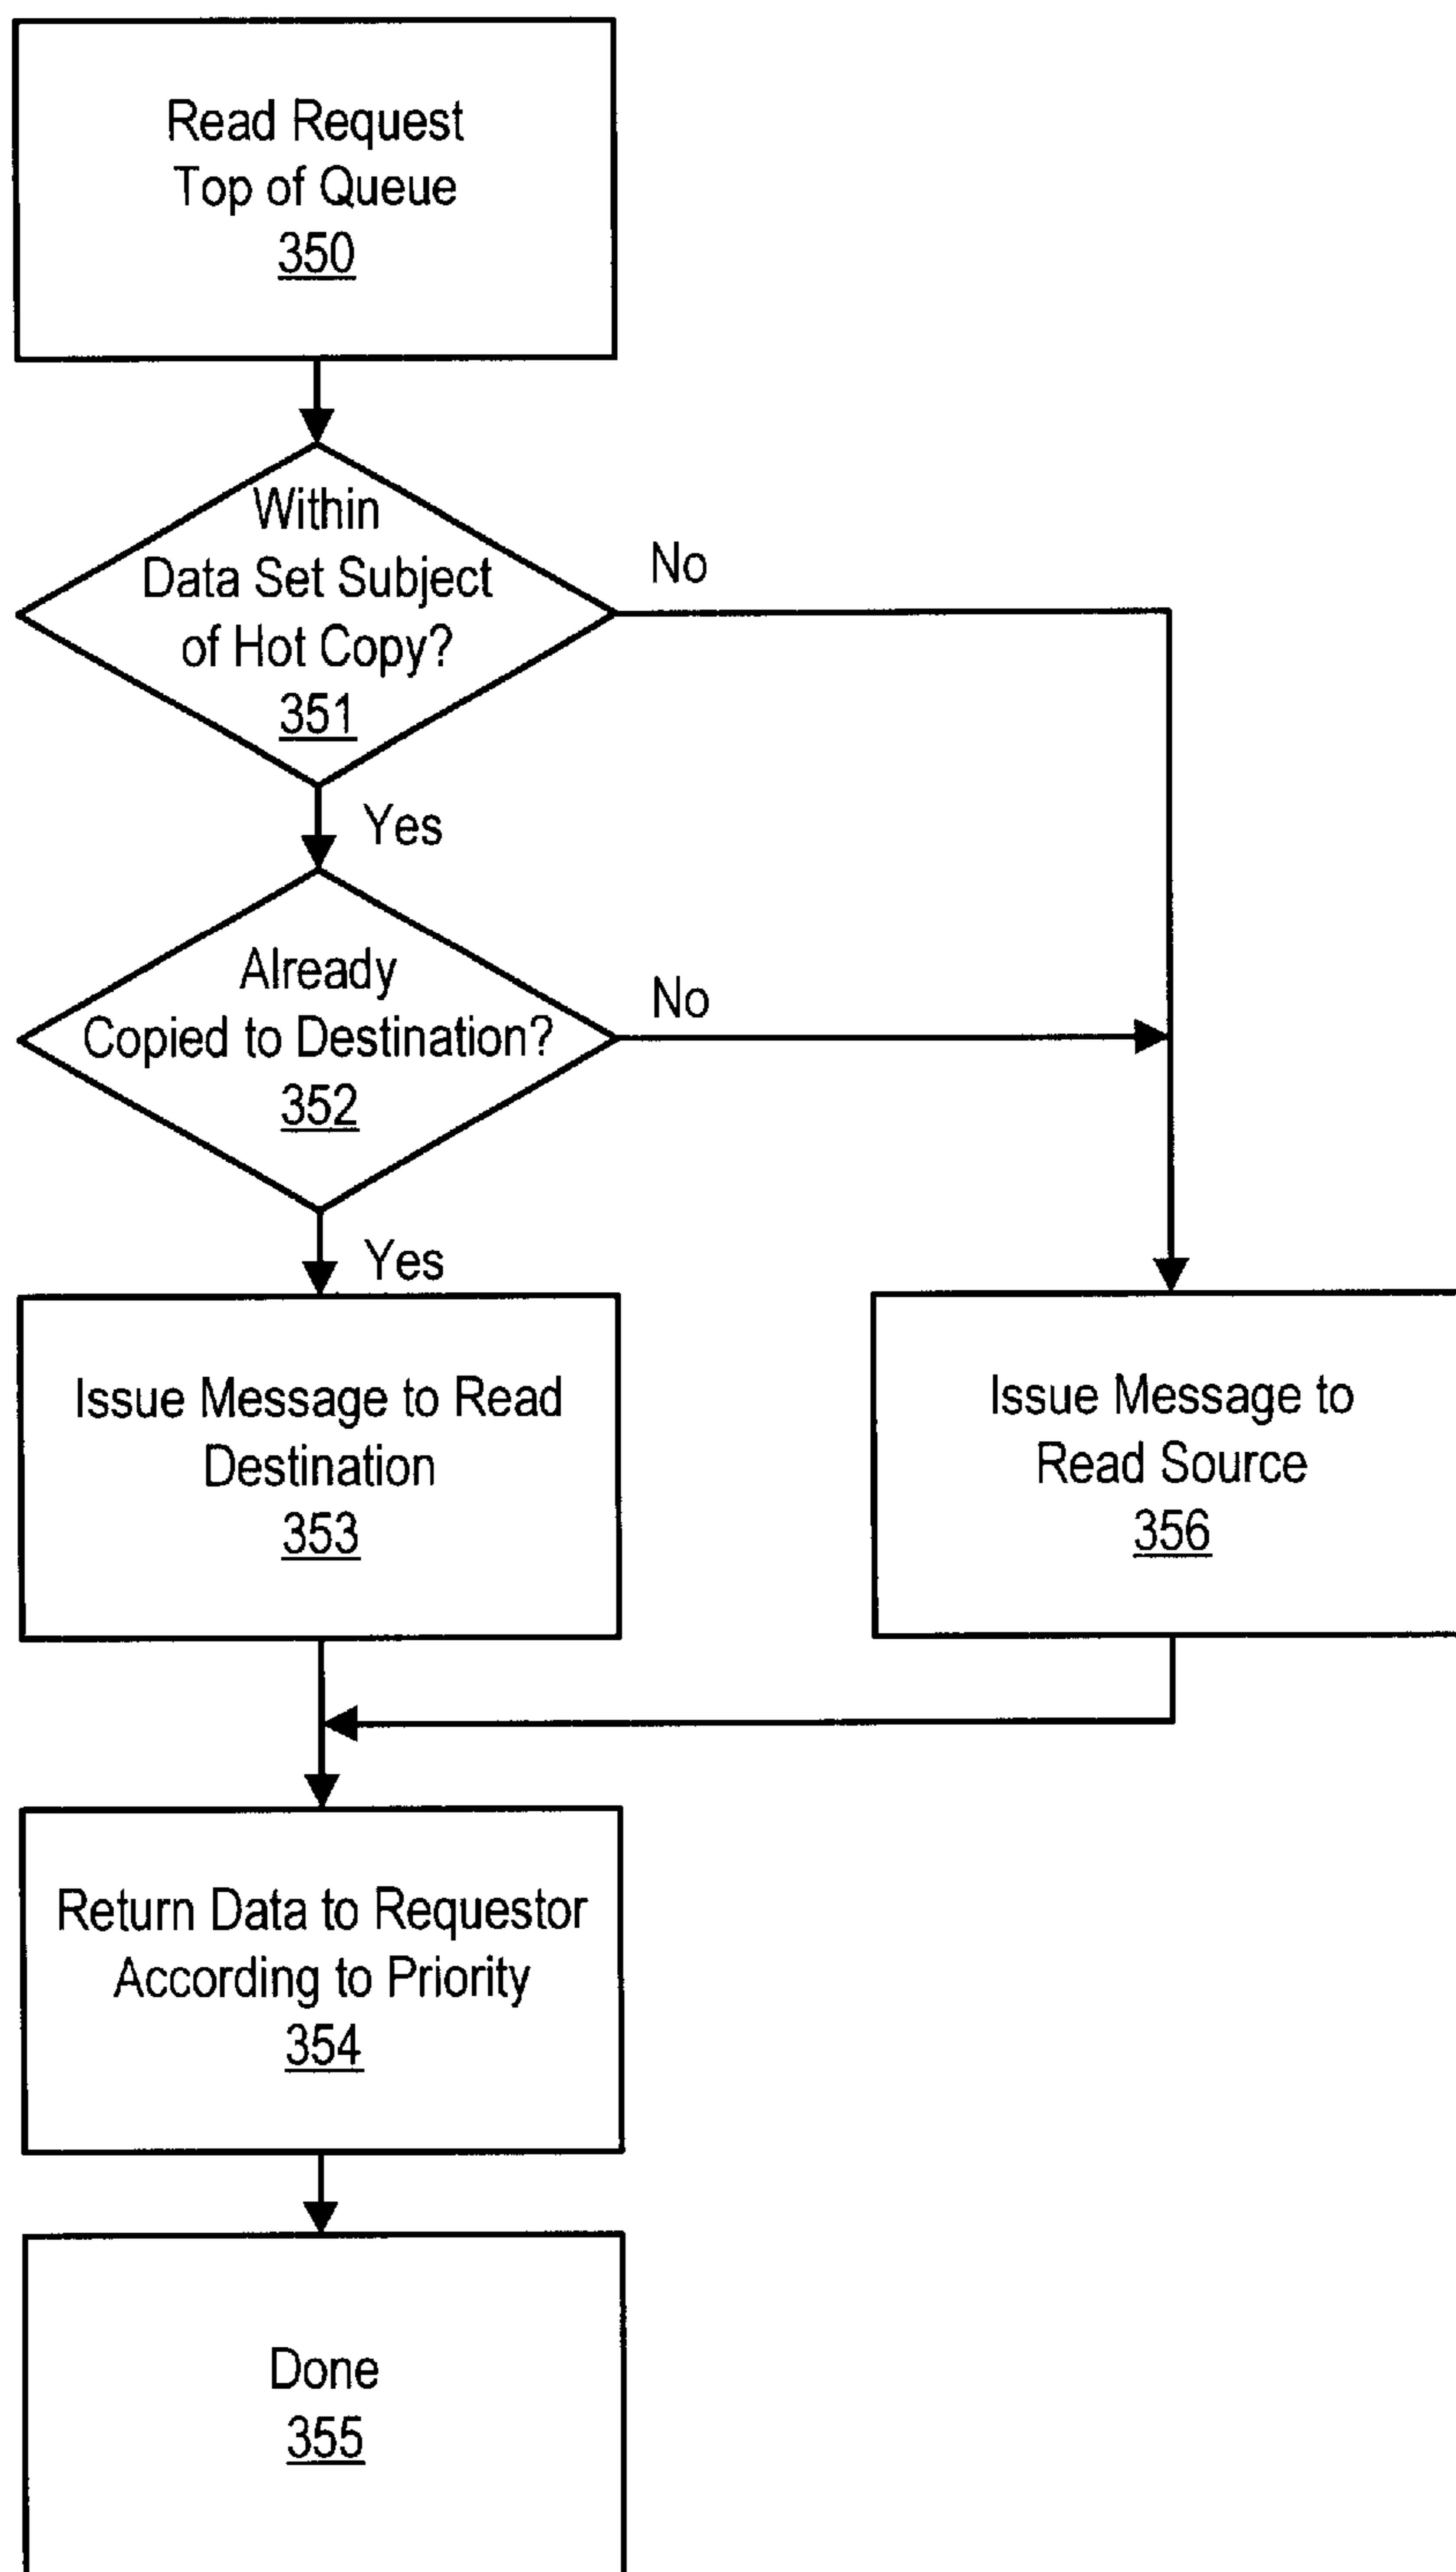 Read Request
Top of Queue
350
Within
Data Set Subject
of Hot Copy?
351
No
Yes
Already
Copied to Destination?
352
No
Yes
Issue Message to Read
Destination
353
Issue Message to
Read Source
356
Return Data to Requestor
According to Priority
354
Done
355